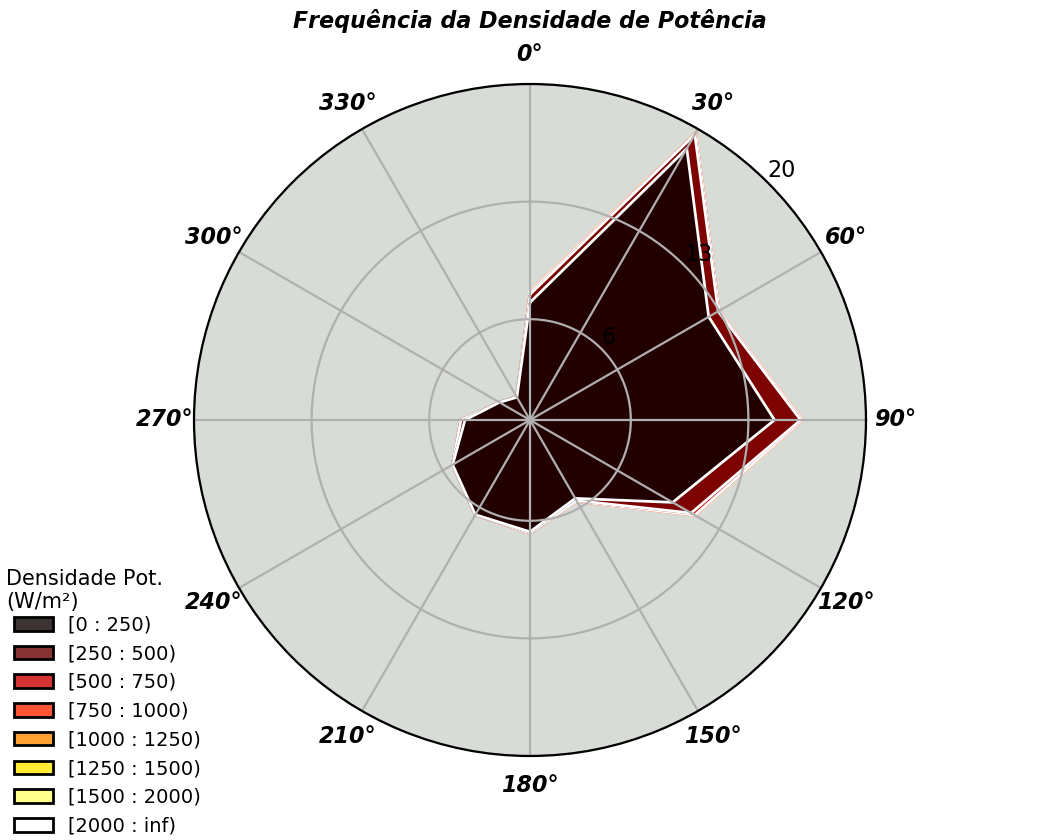 Frequência da Densidade de Potência
0°
330°
30°
20
300°
60°
13
6
270°
90°
240°
120°
210°
150°
180°
Densidade Pot.
(W/m²)
[0 : 250)
[250 : 500)
[500 : 750)
[750 : 1000)
[1000 : 1250)
[1250 : 1500)
[1500 : 2000)
[2000 : inf)